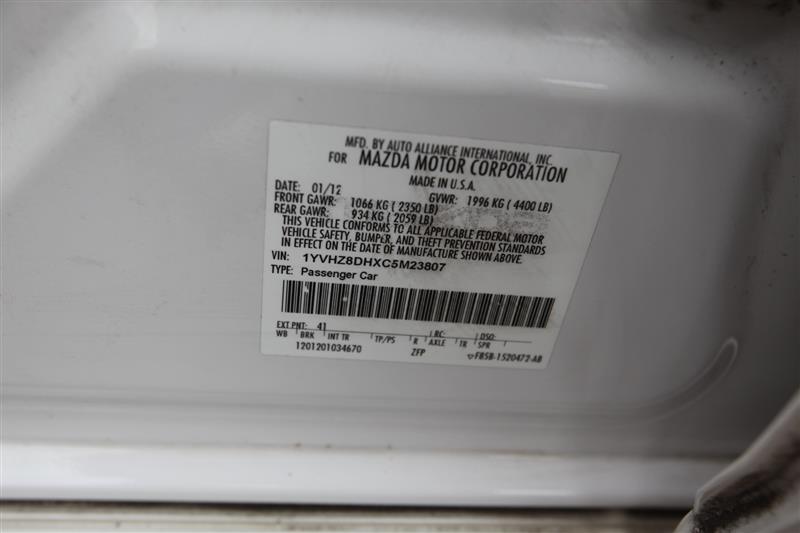 MFD. BY AUTO ALLIANCE INTERNATIONAL, INC.
FOR MAZDA MOTOR CORPORATION
MADE IN U.S.A.
DATE: 01/12 GVWR: 1996 KG ( 4400 LB)
FRONT GAWR: 1066 KG ( 2350 LB)
REAR GAWR: 934 KG ( 2059 LB)
THIS VEHICLE CONFORMS TO ALL APPLICABLE FEDERAL MOTOR
VEHICLE SAFETY, BUMPER, AND THEFT PREVENTION STANDARDS
IN EFFECT ON THE DATE OF MANUFACTURE SHOWN ABOVE.
VIN: 1YVHZ8DHXC5M23807
TYPE: Passenger Car
EXT PNT: 41 RC: DSO:
WB BRK INT TR TP/PS R AXLE TR SPR
1201201034670 ZFP
F85B-1520472-AB